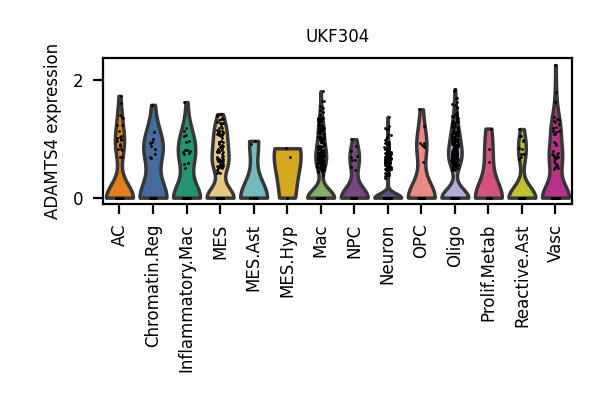 UKF304
ADAMTS4 expression
2
0
AC
Chromatin.Reg
Inflammatory.Mac
MES
MES.Ast
MES.Hyp
Mac
NPC
Neuron
OPC
Oligo
Prolif.Metab
Reactive.Ast
Vasc